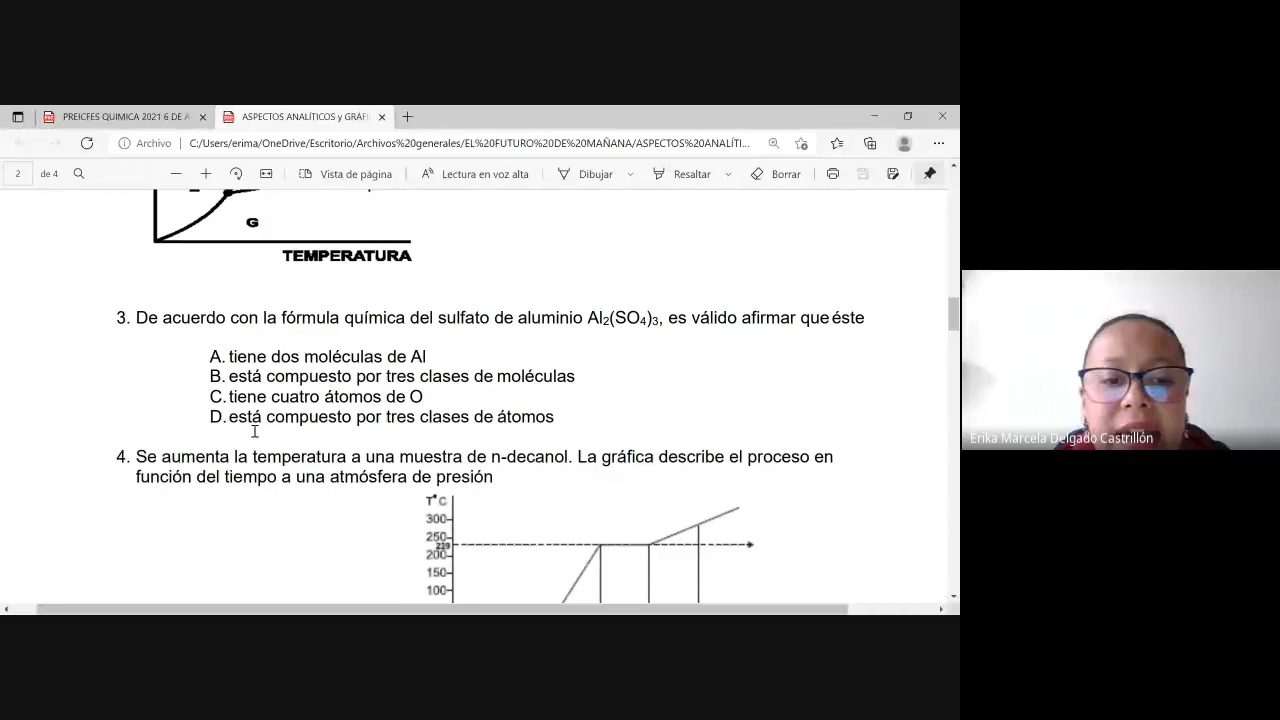 PREICFES QUIMICA 2021 6 DE A
ASPECTOS ANALÍTICOS y GRÁFI
Archivo
C:/Users/erima/OneDrive/Escritorio/Archivos%20generales/EL%20FUTURO%20DE%20MAÑANA/ASPECTOS%20ANALÍTI...
2
de 4
Vista de página
Lectura en voz alta
Dibujar
Resaltar
Borrar
G
TEMPERATURA
3. De acuerdo con la fórmula química del sulfato de aluminio Al₂(SO₄)₃, es válido afirmar que éste
A. tiene dos moléculas de Al
B. está compuesto por tres clases de moléculas
C. tiene cuatro átomos de O
D. está compuesto por tres clases de átomos
4. Se aumenta la temperatura a una muestra de n-decanol. La gráfica describe el proceso en
función del tiempo a una atmósfera de presión
T° C
300
250
229
200
150
100
Erika Marcela Delgado Castrillón